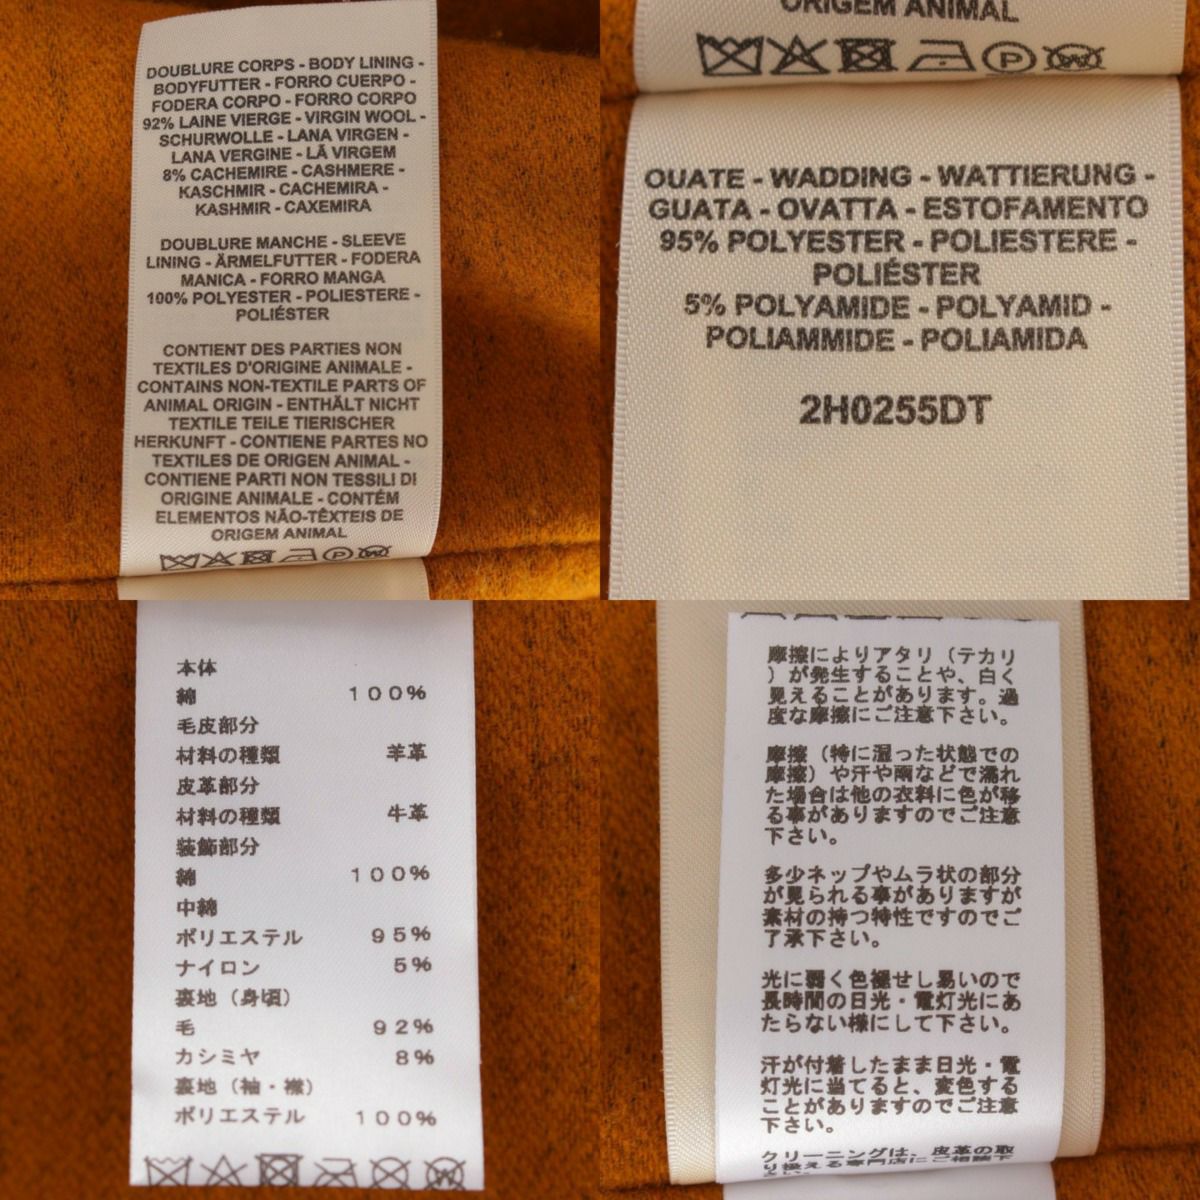 DOUBLURE CORPS - BODY LINING -
BODYFUTTER - FORRO CUERPO -
FODERA CORPO - FORRO CORPO
92% LAINE VIERGE - VIRGIN WOOL -
SCHURWOLLE - LANA VIRGEN -
LANA VERGINE - LÃ VIRGEM
8% CACHEMIRE - CASHMERE -
KASCHMIR - CACHEMIRA -
KASHMIR - CAXEMIRA
DOUBLURE MANCHE - SLEEVE
LINING - ÄRMELFUTTER - FODERA
MANICA - FORRO MANGA
100% POLYESTER - POLIESTERE -
POLIÉSTER
CONTIENT DES PARTIES NON
TEXTILES D'ORIGINE ANIMALE -
CONTAINS NON-TEXTILE PARTS OF
ANIMAL ORIGIN - ENTHÄLT NICHT
TEXTILE TEILE TIERISCHER
HERKUNFT - CONTIENE PARTES NO
TEXTILES DE ORIGEN ANIMAL -
CONTIENE PARTI NON TESSILI DI
ORIGINE ANIMALE - CONTÉM
ELEMENTOS NÃO-TÊXTEIS DE
ORIGEM ANIMAL
P W
ORIGEM ANIMAL
P W
OUATE - WADDING - WATTIERUNG -
GUATA - OVATTA - ESTOFAMENTO
95% POLYESTER - POLIESTERE -
POLIÉSTER
5% POLYAMIDE - POLYAMID -
POLIAMMIDE - POLIAMIDA
2H0255DT
本体
綿 100%
毛皮部分
材料の種類 羊革
皮革部分
材料の種類 牛革
装飾部分
綿 100%
中綿
ポリエステル 95%
ナイロン 5%
裏地（身頃）
毛 92%
カシミヤ 8%
裏地（袖・襟）
ポリエステル 100%
摩擦によりアタリ（テカリ
）が発生することや、白く
見えることがあります。過
度な摩擦にご注意下さい。
摩擦（特に湿った状態での
摩擦）や汗や雨などで濡れ
た場合は他の衣料に色が移
る事がありますのでご注意
下さい。
多少ネップやムラ状の部分
が見られる事がありますが
素材の持つ特性ですのでご
了承下さい。
光に弱く色褪せし易いので
長時間の日光・電灯光にあ
たらない様にして下さい。
汗が付着したまま日光・電
灯光に当てると、変色する
ことがありますのでご注意
下さい。
クリーニングは、皮革の取
り扱える専門店にご相談下
さい。